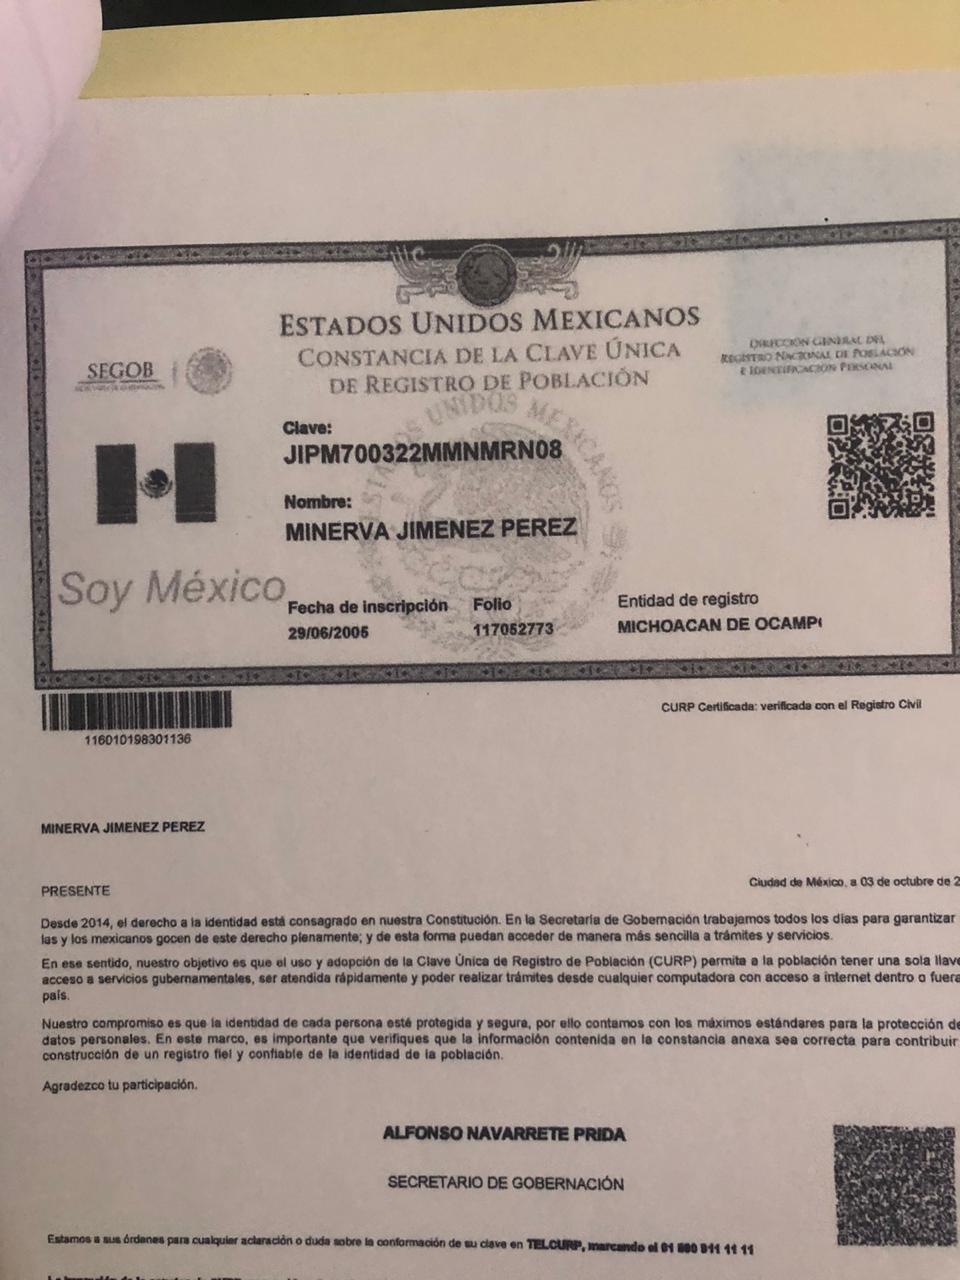 ESTADOS UNIDOS MEXICANOS
CONSTANCIA DE LA CLAVE ÚNICA
DE REGISTRO DE POBLACIÓN
SEGOB
DIRECCIÓN GENERAL DEL
REGISTRO NACIONAL DE POBLACIÓN
E IDENTIFICACIÓN PERSONAL
UNIDOS MEXICANOS
Clave:
JIPM700322MMNMRN08
Nombre:
MINERVA JIMENEZ PEREZ
Soy México
Fecha de inscripción Folio Entidad de registro
29/06/2005 117052773 MICHOACAN DE OCAMP
116010198301136
CURP Certificada: verificada con el Registro Civil
MINERVA JIMENEZ PEREZ
PRESENTE
Ciudad de México, a 03 de octubre de 2
Desde 2014, el derecho a la identidad está consagrado en nuestra Constitución. En la Secretaría de Gobernación trabajamos todos los días para garantizar
las y los mexicanos gocen de este derecho plenamente; y de esta forma puedan acceder de manera más sencilla a trámites y servicios.
En ese sentido, nuestro objetivo es que el uso y adopción de la Clave Única de Registro de Población (CURP) permita a la población tener una sola llave
acceso a servicios gubernamentales, ser atendida rápidamente y poder realizar trámites desde cualquier computadora con acceso a internet dentro o fuera
país.
Nuestro compromiso es que la identidad de cada persona esté protegida y segura, por ello contamos con los máximos estándares para la protección de
datos personales. En este marco, es importante que verifiques que la información contenida en la constancia anexa sea correcta para contribuir
construcción de un registro fiel y confiable de la identidad de la población.
Agradezco tu participación.
ALFONSO NAVARRETE PRIDA
SECRETARIO DE GOBERNACIÓN
Estamos a sus órdenes para cualquier aclaración o duda sobre la conformación de su clave en TELCURP, marcando el 01 800 911 11 11